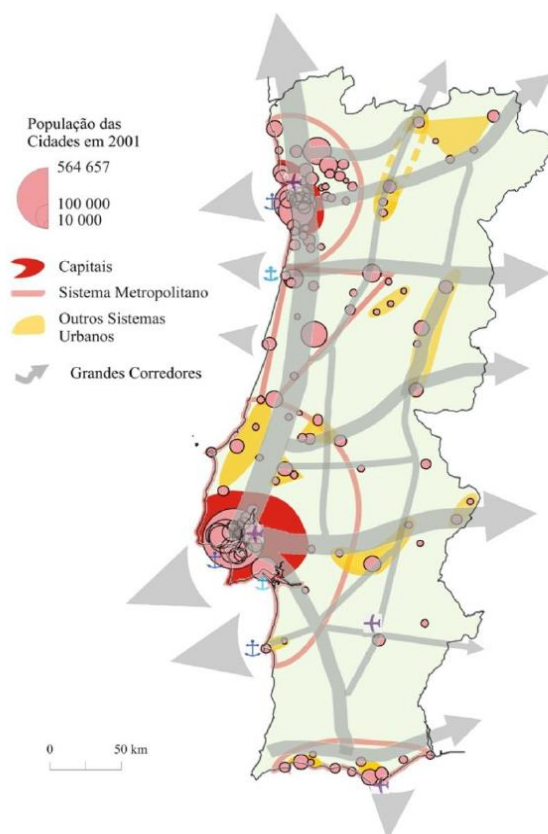 População das
Cidades em 2001
564 657
100 000
10 000
Capitais
Sistema Metropolitano
Outros Sistemas
Urbanos
Grandes Corredores
0
50 km